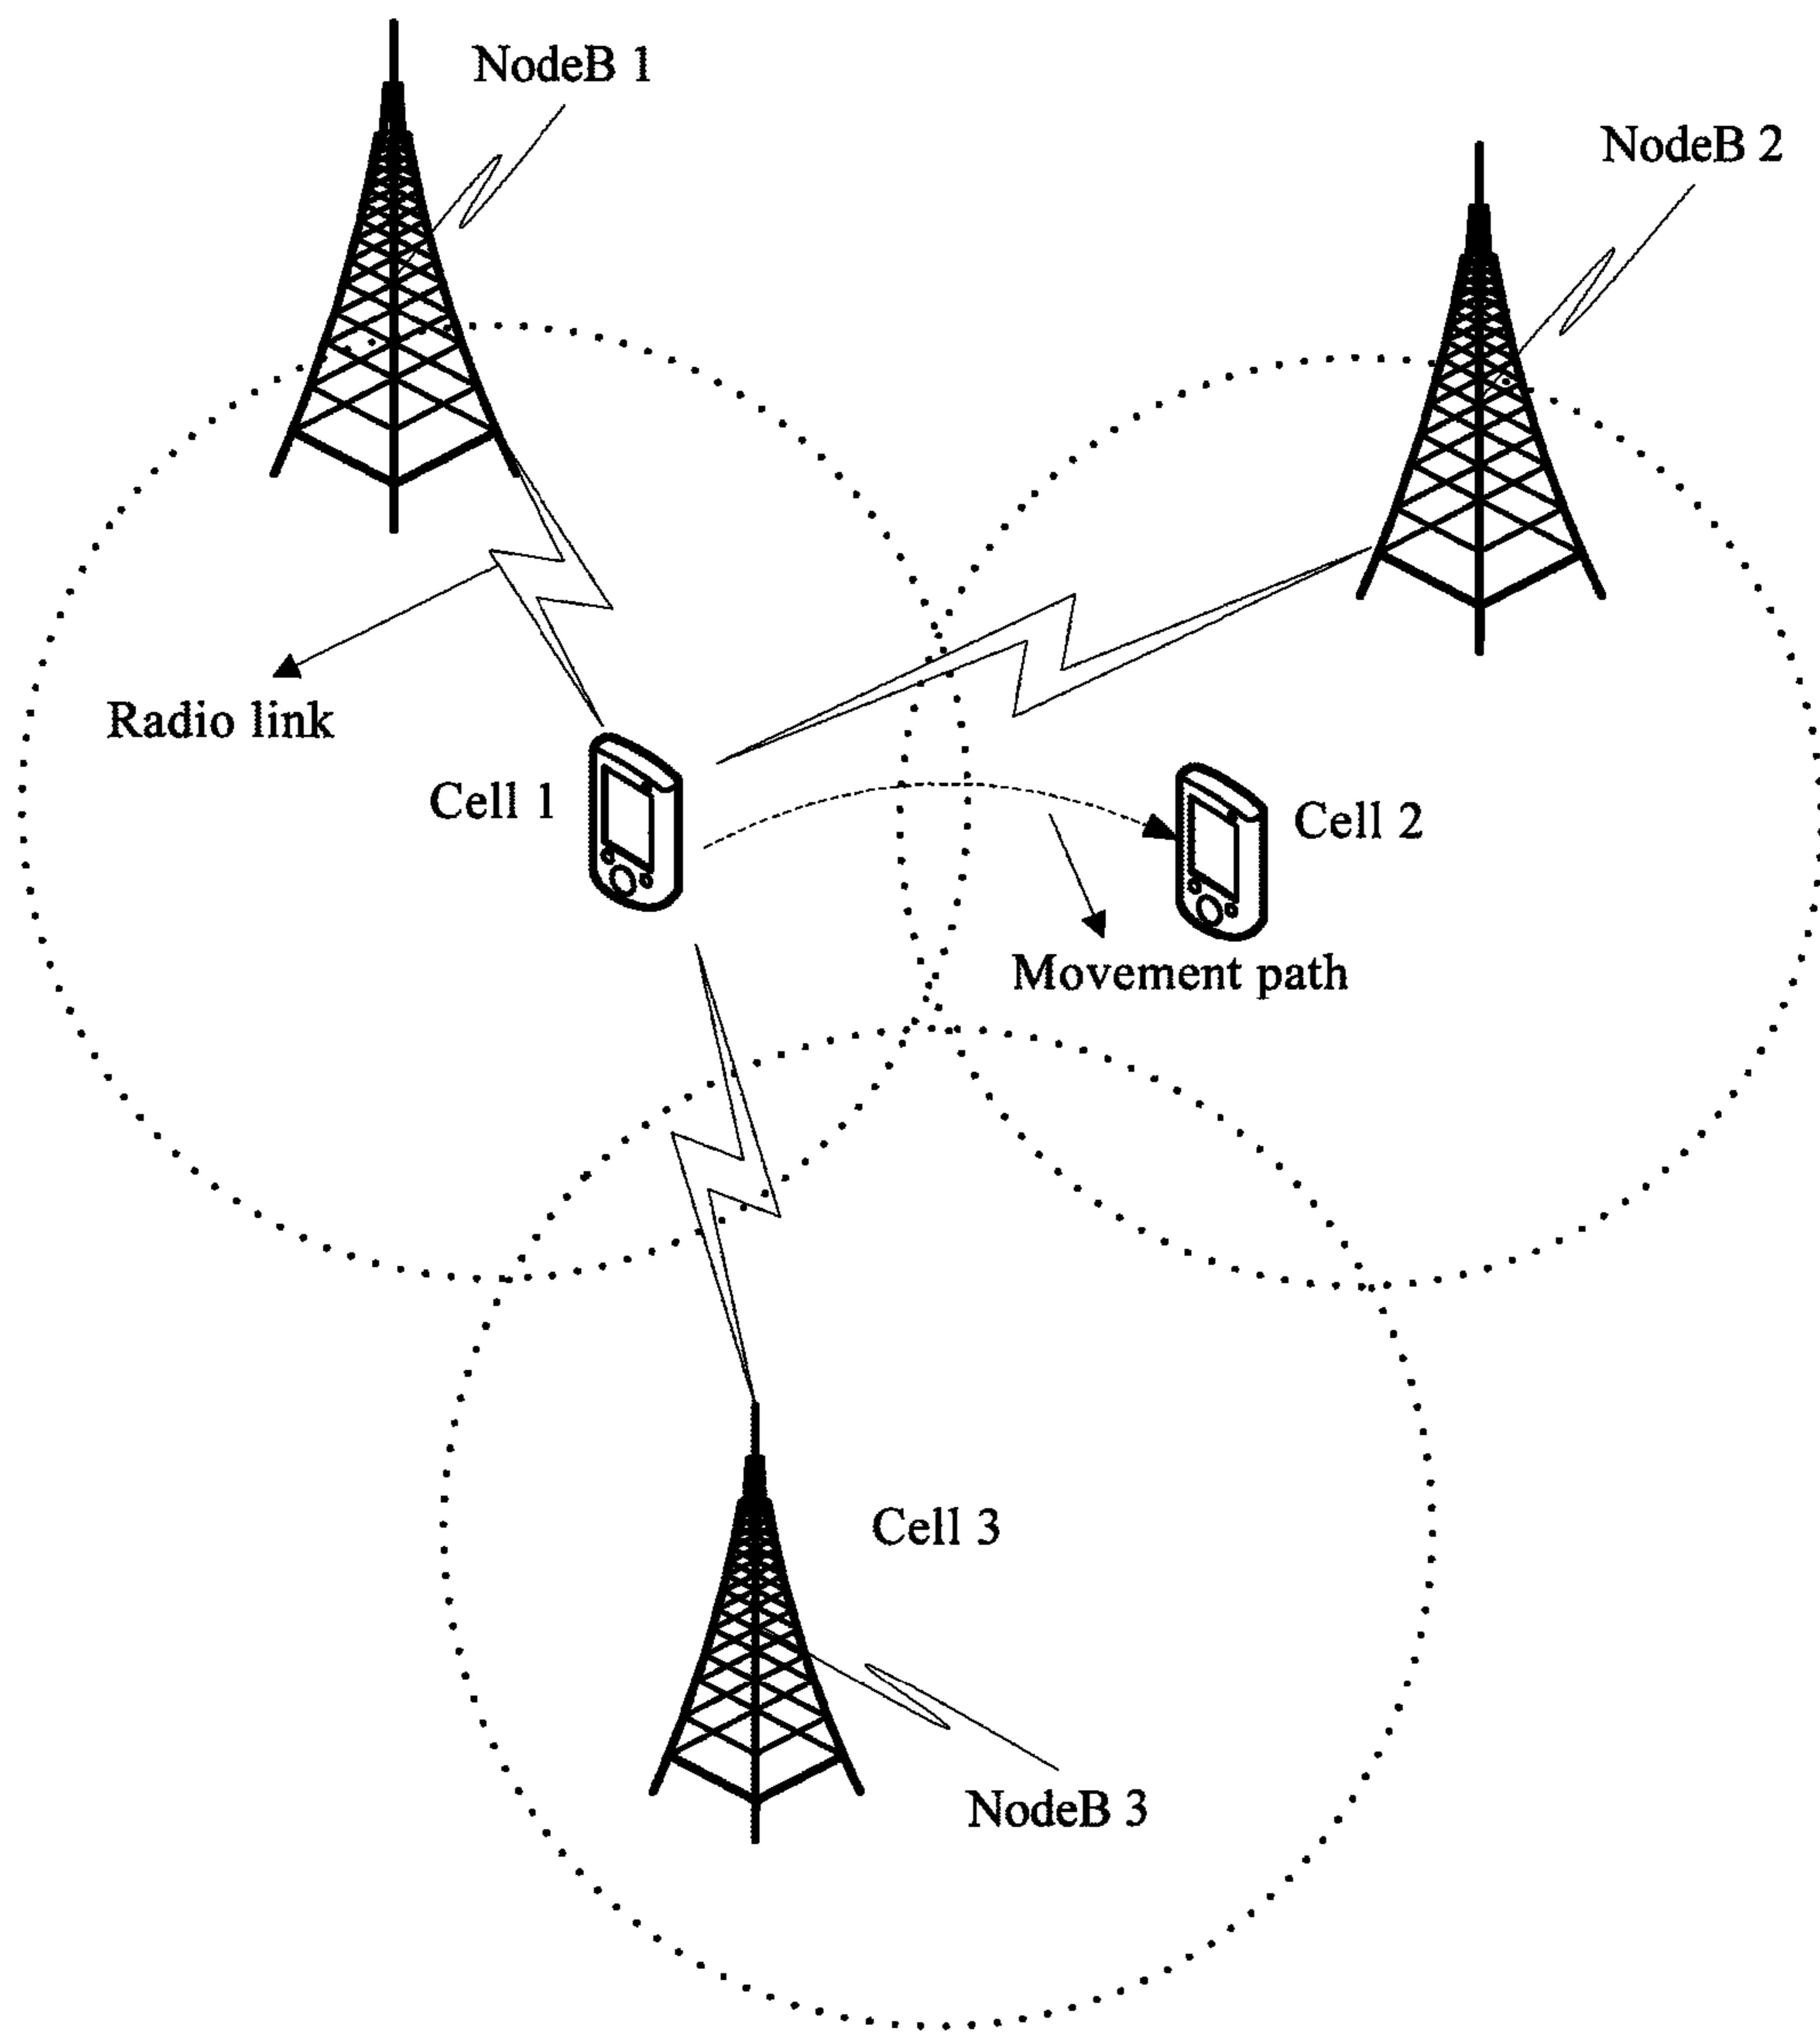 NodeB 1
NodeB 2
Radio link
Cell 1
Cell 2
Movement path
Cell 3
NodeB 3